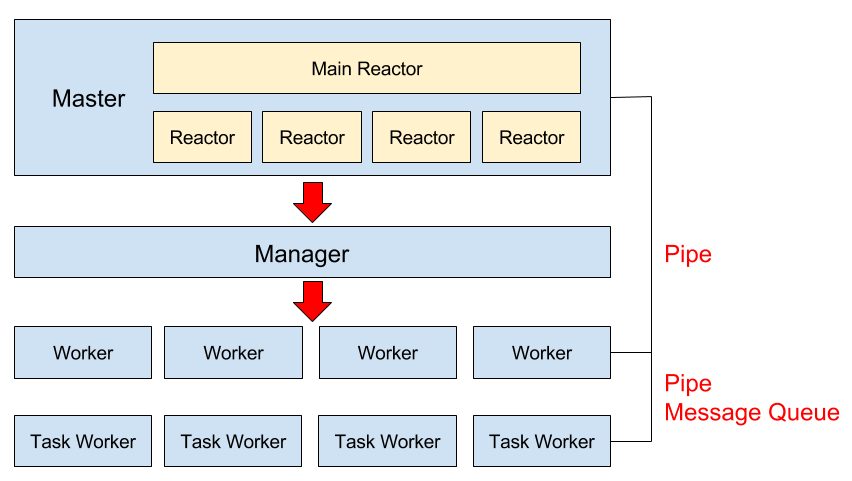 Main Reactor
Master
Reactor Reactor Reactor Reactor
Manager
Pipe
Worker Worker Worker Worker
Pipe
Message Queue
Task Worker Task Worker Task Worker Task Worker